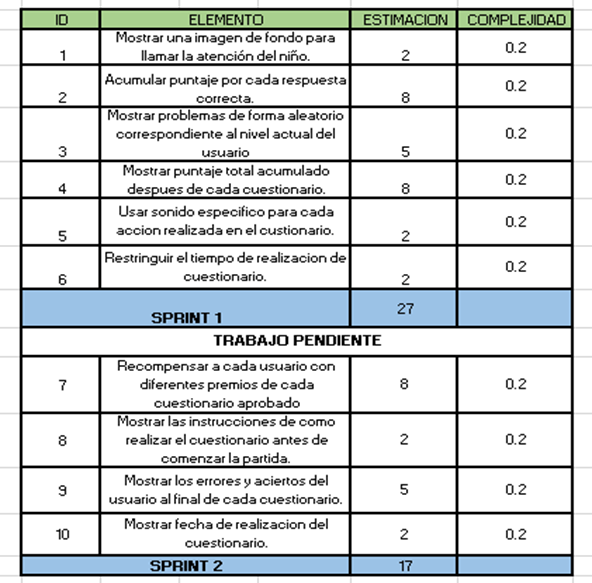 ID ELEMENTO ESTIMACION COMPLEJIDAD
Mostrar una imagen de fondo para
llamar la atención del niño.
1 2 0.2
Acumular puntaje por cada respuesta
correcta.
2 8 0.2
Mostrar problemas de forma aleatorio
correspondiente al nivel actual del
usuario
3 5 0.2
Mostrar puntaje total acumulado
despues de cada cuestionario.
4 8 0.2
Usar sonido especifico para cada
accion realizada en el custionario.
5 2 0.2
Restringuir el tiempo de realizacion de
cuestionario.
6 2 0.2
SPRINT 1 27
TRABAJO PENDIENTE
Recompensar a cada usuario con
diferentes premios de cada
cuestionario aprobado
7 8 0.2
Mostrar las instrucciones de como
realizar el cuestionario antes de
comenzar la partida.
8 2 0.2
Mostrar los errores y aciertos del
usuario al final de cada cuestionario.
9 5 0.2
Mostrar fecha de realizacion del
cuestionario.
10 2 0.2
SPRINT 2 17